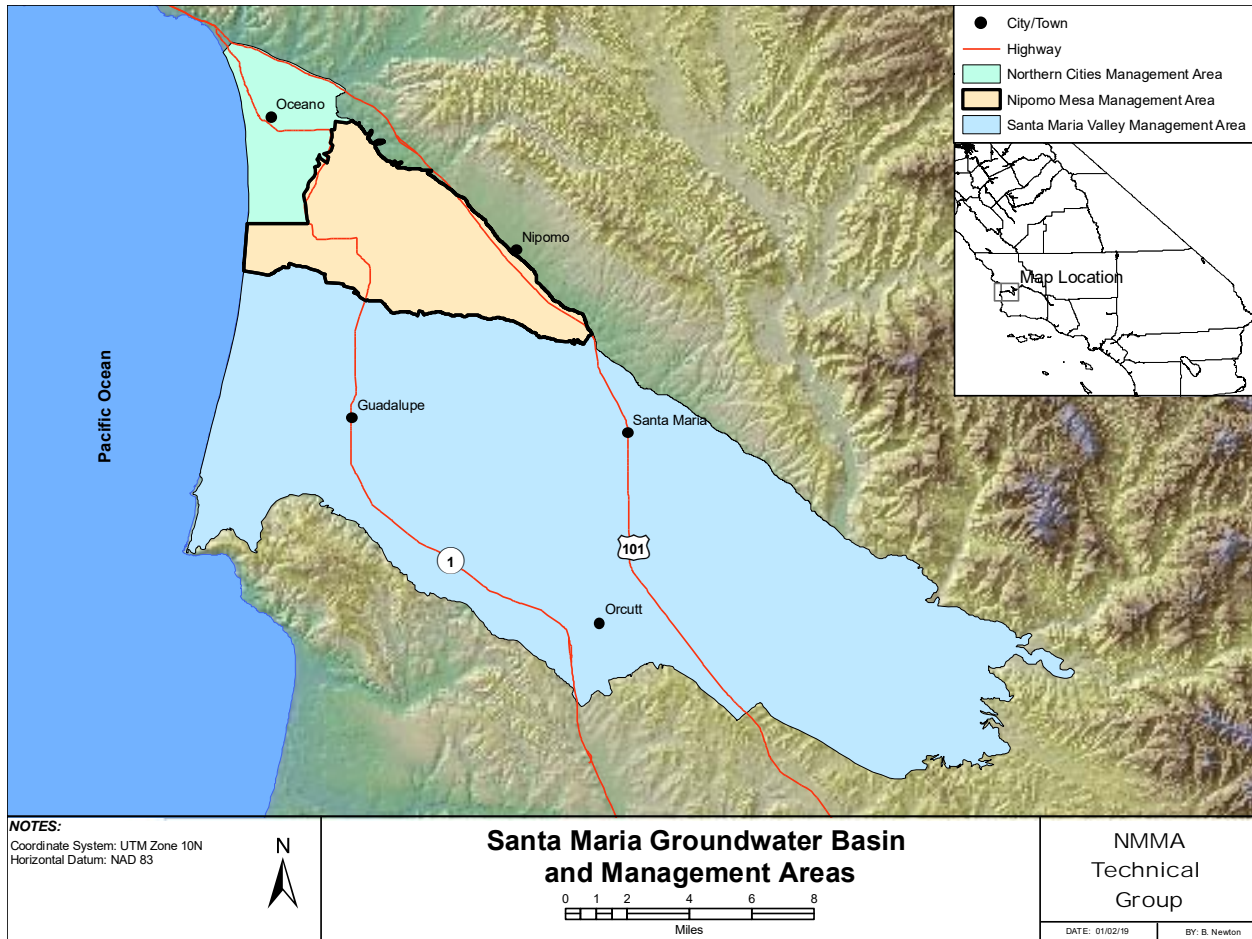 City/Town
Highway
Northern Cities Management Area
Nipomo Mesa Management Area
Santa Maria Valley Management Area
Oceano
Nipomo
Map Location
Pacific Ocean
Guadalupe
Santa Maria
101
1
Orcutt
NOTES:
Coordinate System: UTM Zone 10N
Horizontal Datum: NAD 83
N
Santa Maria Groundwater Basin
and Management Areas
0 1 2 4 6 8
Miles
NMMA
Technical
Group
DATE: 01/02/19
BY: B. Newton